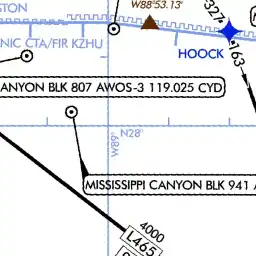 STON
W88°53.13'
327
NIC CTA/FIR KZHU
HOOCK
163
ANYON BLK 807 AWOS-3 119.025 CYD
N28°
W89°
MISSISSIPPI CANYON BLK 941 A
4000
L465